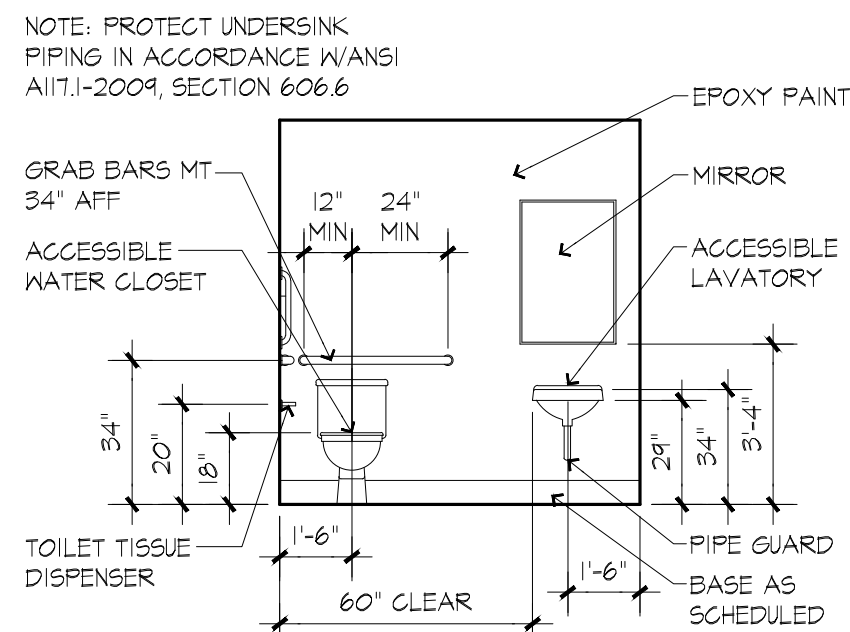 NOTE: PROTECT UNDERSINK
PIPING IN ACCORDANCE W/ANSI
A117.1-2009, SECTION 606.6
EPOXY PAINT
GRAB BARS MT
34" AFF
12"
MIN
24"
MIN
MIRROR
ACCESSIBLE
WATER CLOSET
ACCESSIBLE
LAVATORY
34"
20"
18"
29"
34"
3'-4"
TOILET TISSUE
DISPENSER
1'-6"
60" CLEAR
1'-6"
PIPE GUARD
BASE AS
SCHEDULED